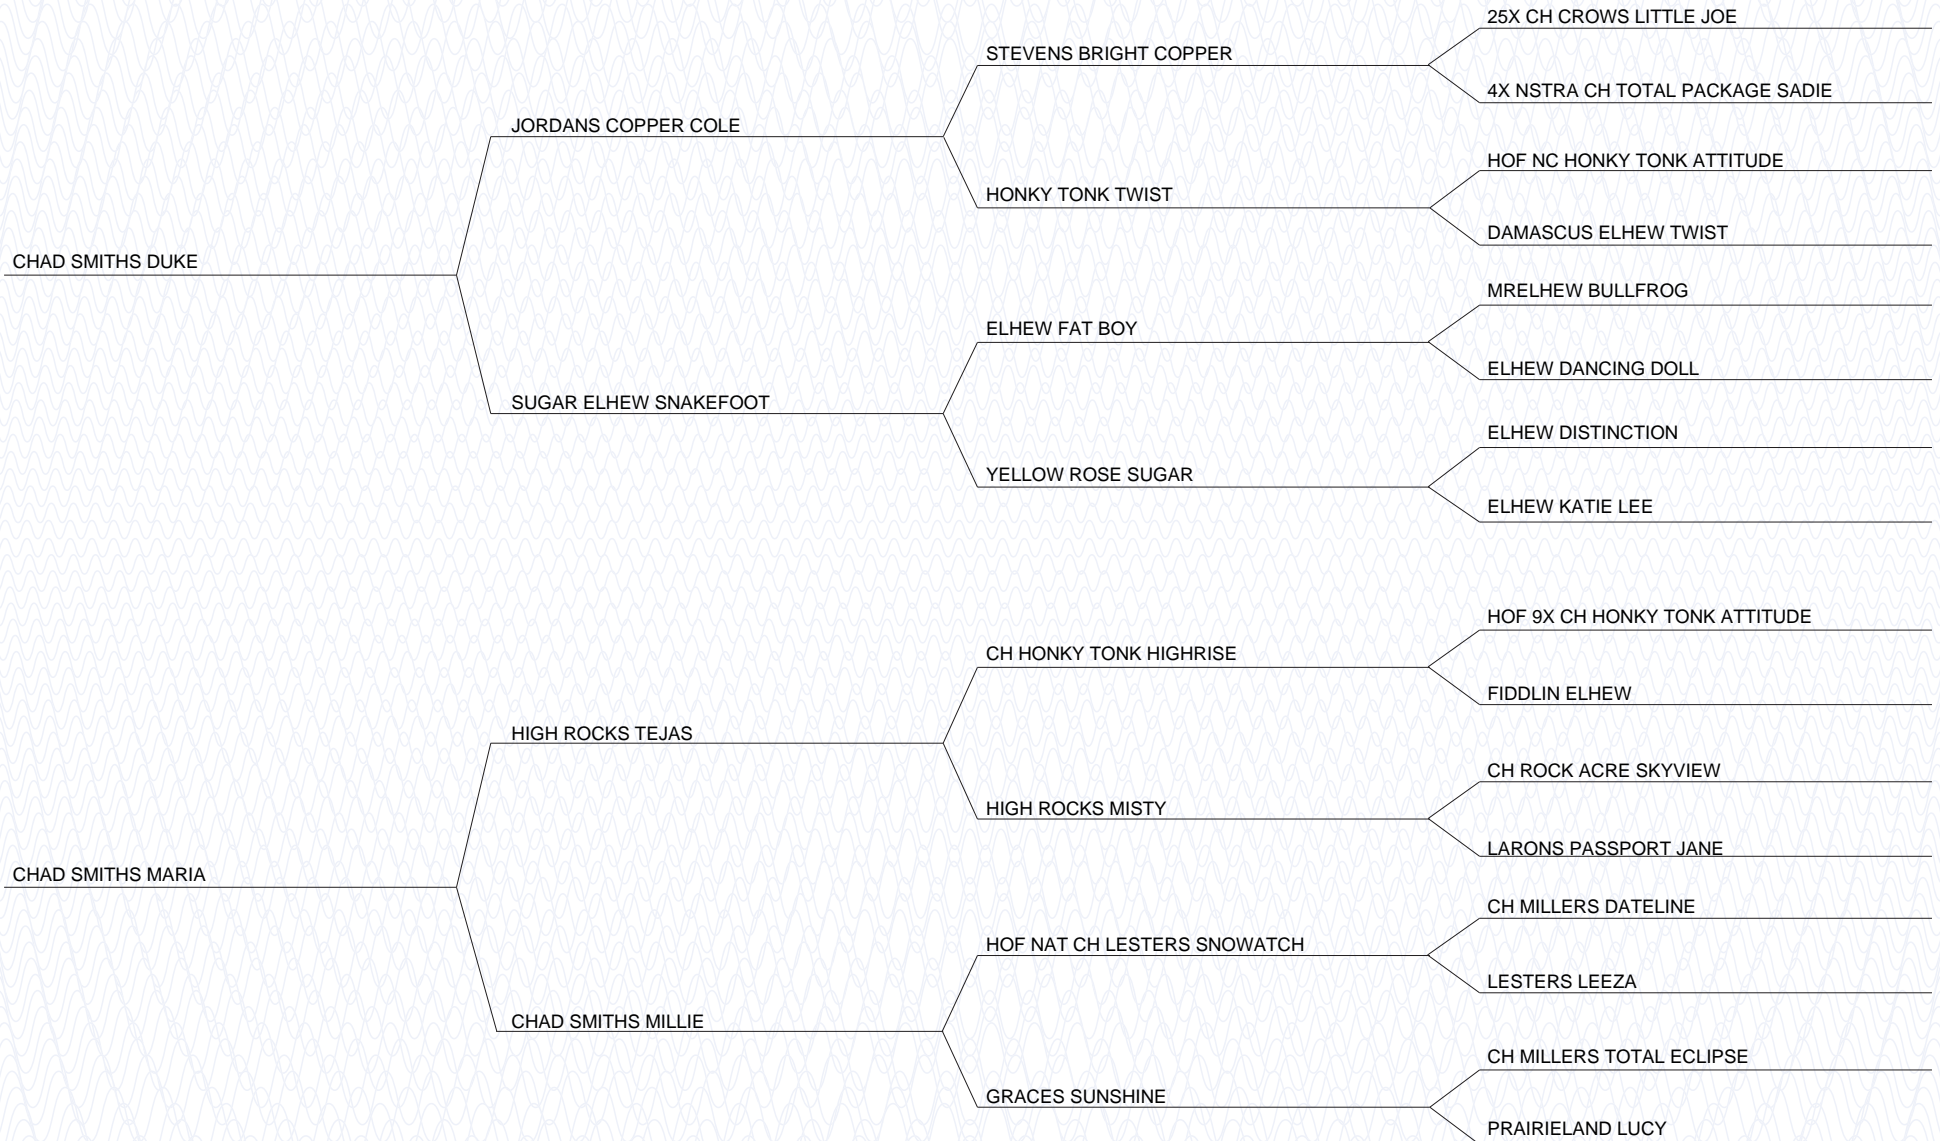 25X CH CROWS LITTLE JOE
STEVENS BRIGHT COPPER
4X NSTRA CH TOTAL PACKAGE SADIE
JORDANS COPPER COLE
HOF NC HONKY TONK ATTITUDE
HONKY TONK TWIST
DAMASCUS ELHEW TWIST
CHAD SMITHS DUKE
MRELHEW BULLFROG
ELHEW FAT BOY
ELHEW DANCING DOLL
SUGAR ELHEW SNAKEFOOT
ELHEW DISTINCTION
YELLOW ROSE SUGAR
ELHEW KATIE LEE
HOF 9X CH HONKY TONK ATTITUDE
CH HONKY TONK HIGHRISE
FIDDLIN ELHEW
HIGH ROCKS TEJAS
CH ROCK ACRE SKYVIEW
HIGH ROCKS MISTY
LARONS PASSPORT JANE
CHAD SMITHS MARIA
CH MILLERS DATELINE
HOF NAT CH LESTERS SNOWATCH
LESTERS LEEZA
CHAD SMITHS MILLIE
CH MILLERS TOTAL ECLIPSE
GRACES SUNSHINE
PRAIRIELAND LUCY